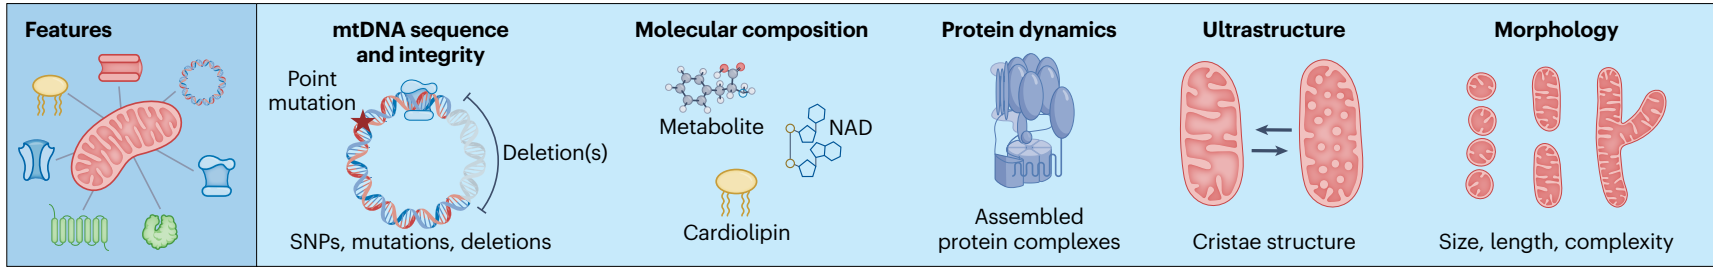 Features
mtDNA sequence
and integrity
Point
mutation
Deletion(s)
SNPs, mutations, deletions
Molecular composition
Metabolite
NAD
Cardiolipin
Protein dynamics
Assembled
protein complexes
Ultrastructure
Cristae structure
Morphology
Size, length, complexity